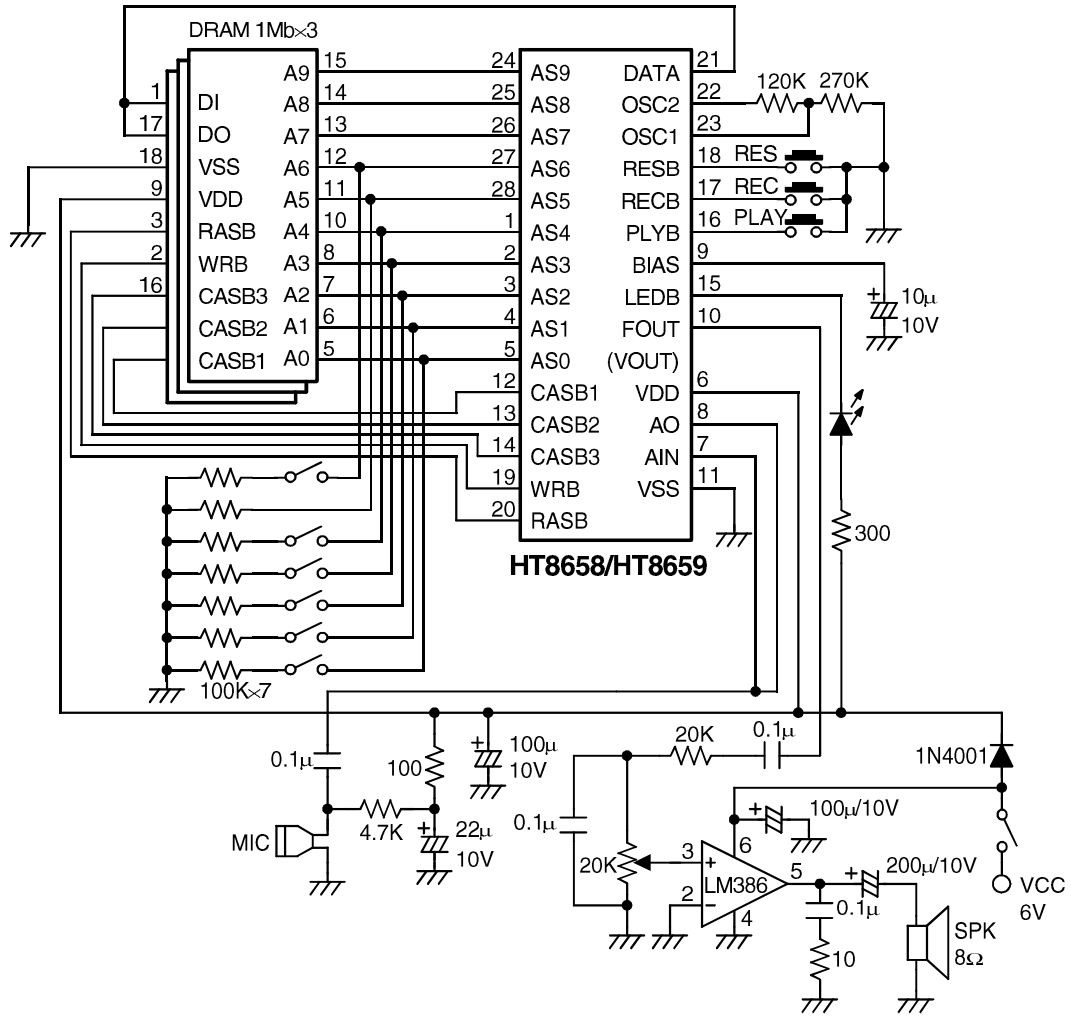 DRAM 1Mb×3
A9 15 24 AS9 DATA 21
1 DI A8 14 25 AS8 OSC2 22 120K 270K
17 DO A7 13 26 AS7 OSC1 23
18 VSS A6 12 27 AS6 RESB 18 RES
9 VDD A5 11 28 AS5 RECB 17 REC
3 RASB A4 10 1 AS4 PLYB 16 PLAY
2 WRB A3 8 2 AS3 BIAS 9
16 CASB3 A2 7 3 AS2 LEDB 15 + 10µ
CASB2 A1 6 4 AS1 FOUT 10 10V
CASB1 A0 5 5 AS0 (VOUT)
12 CASB1 VDD 6
13 CASB2 AO 8
14 CASB3 AIN 7
19 WRB VSS 11
20 RASB
300
HT8658/HT8659
100K×7
20K 0.1µ
0.1µ 100 + 100µ 1N4001
10V
4.7K + 22µ 0.1µ + 100µ/10V
MIC 10V
20K 3 + 6 LM386 5 + 200µ/10V
2 − 4 0.1µ
VCC
6V
10 SPK
8Ω